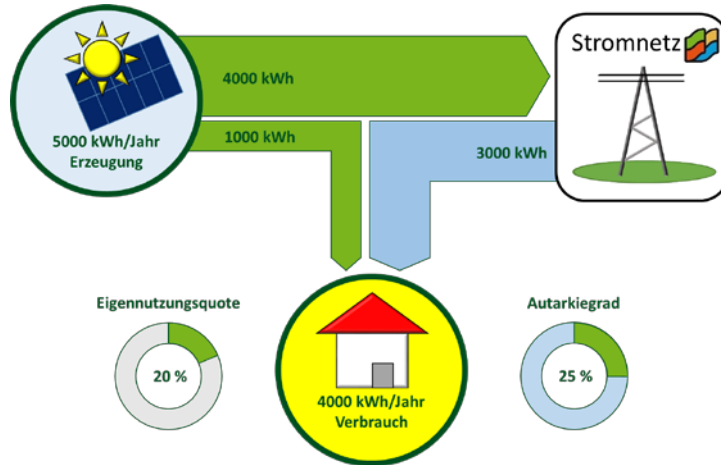 Stromnetz
4000 kWh
5000 kWh/Jahr
Erzeugung
1000 kWh
3000 kWh
Eigennutzungsquote
Autarkiegrad
20 %
25 %
4000 kWh/Jahr
Verbrauch